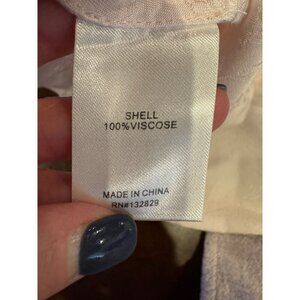 SHELL
100%VISCOSE
MADE IN CHINA
RN#132829